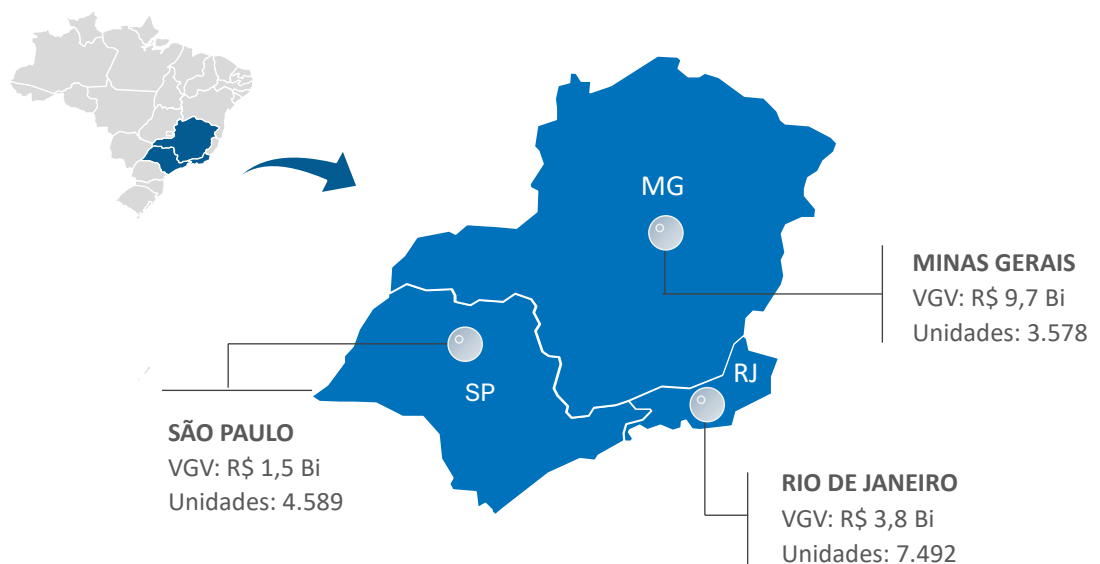 MG
MINAS GERAIS
VGV: R$ 9,7 Bi
Unidades: 3.578
SP
RJ
SÃO PAULO
VGV: R$ 1,5 Bi
Unidades: 4.589
RIO DE JANEIRO
VGV: R$ 3,8 Bi
Unidades: 7.492